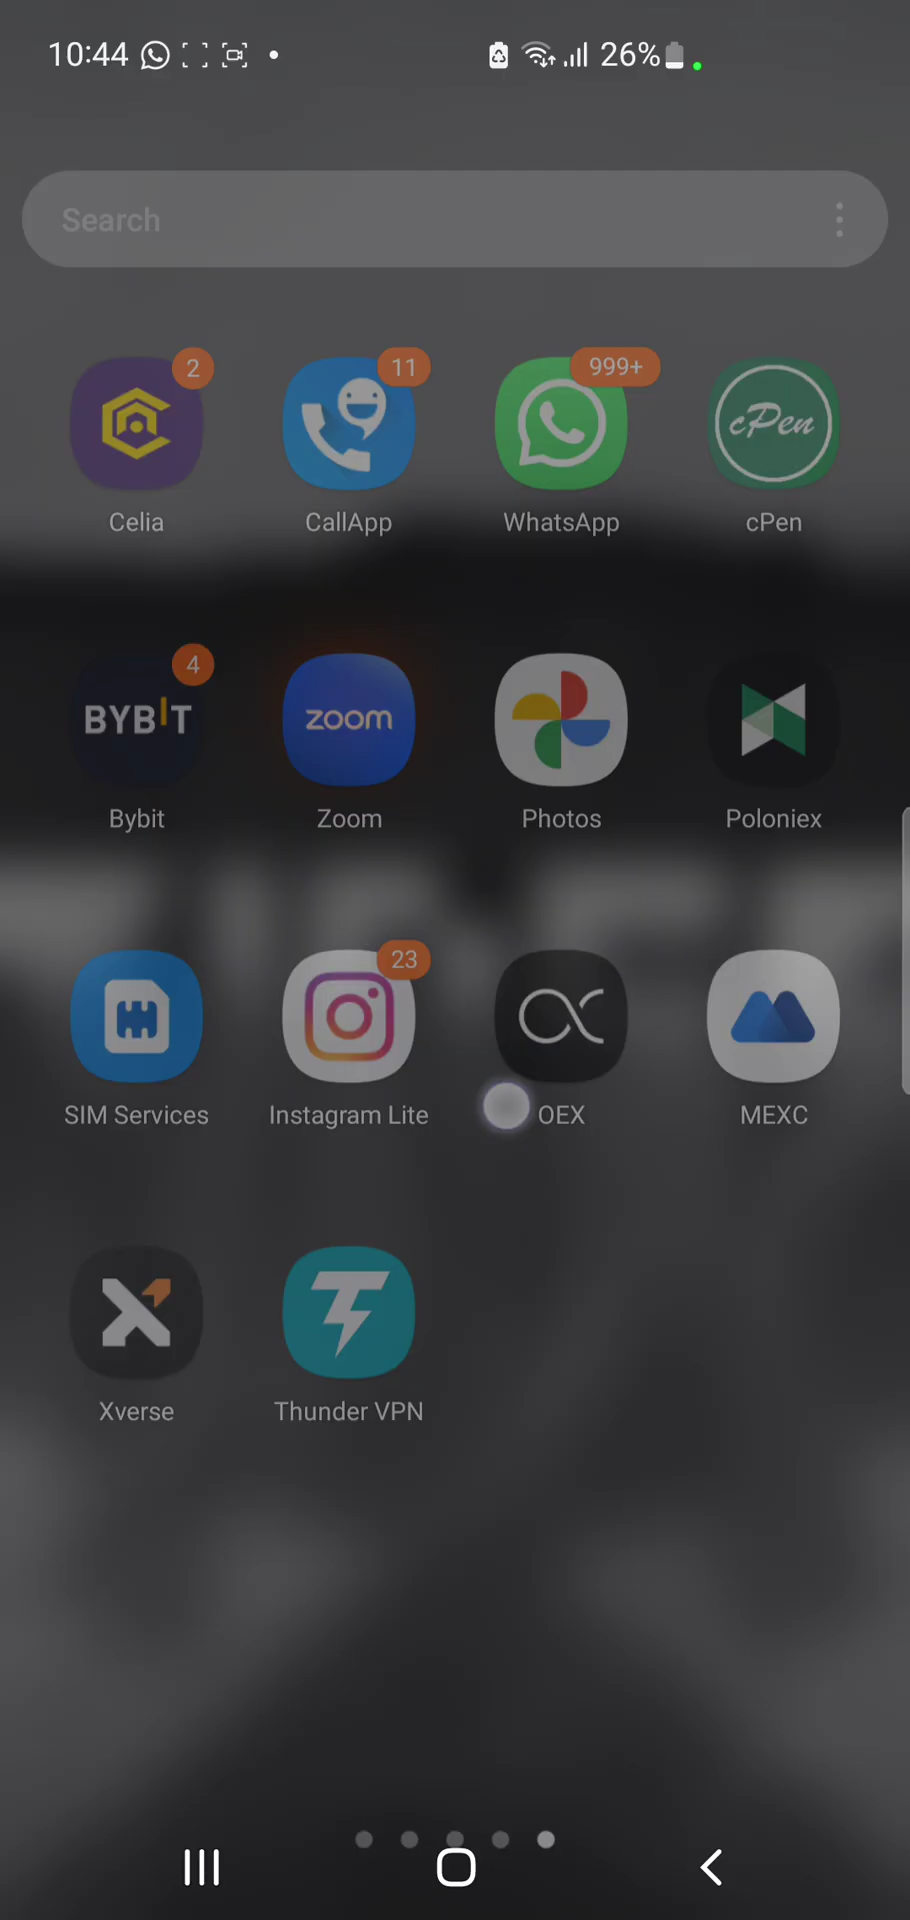 10:44 26%
Search
2 11 999+
cPen
Celia CallApp WhatsApp cPen
4
BYBIT zoom
Bybit Zoom Photos Poloniex
23
SIM Services Instagram Lite OEX MEXC
Xverse Thunder VPN